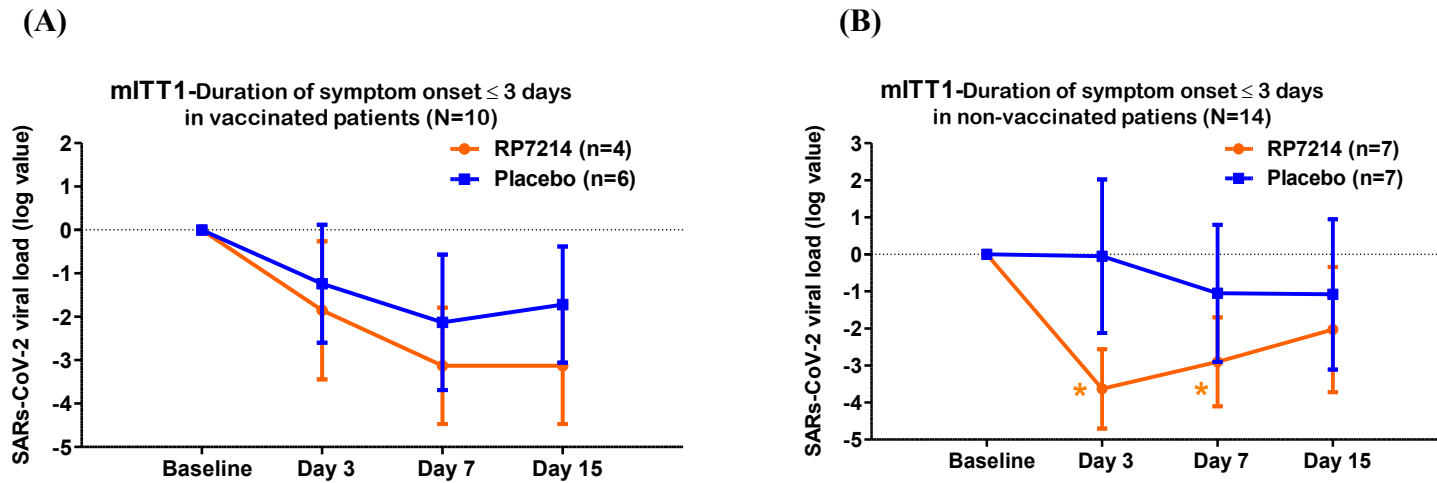 (A)
mITT1-Duration of symptom onset ≤ 3 days
in vaccinated patients (N=10)
RP7214 (n=4)
Placebo (n=6)
SARs-CoV-2 viral load (log value)
2
1
0
-1
-2
-3
-4
-5
Baseline Day 3 Day 7 Day 15
(B)
mITT1-Duration of symptom onset ≤ 3 days
in non-vaccinated patiens (N=14)
RP7214 (n=7)
Placebo (n=7)
SARs-CoV-2 viral load (log value)
3
2
1
0
-1
-2
-3
-4
-5
*
*
Baseline Day 3 Day 7 Day 15